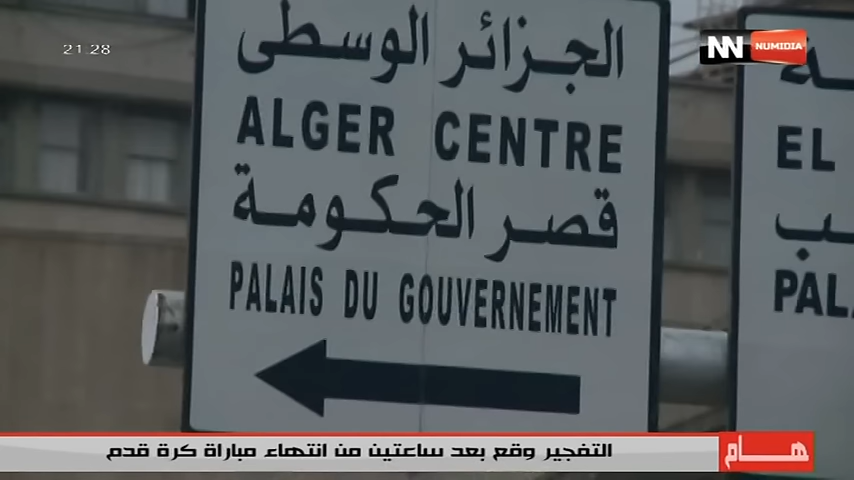 21:28
NN NUMIDIA
الجزائر الوسطى
ALGER CENTRE
قصر الحكومة
PALAIS DU GOUVERNEMENT
EL
PAL
هام
التفجير وقع بعد ساعتين من انتهاء مباراة كرة قدم